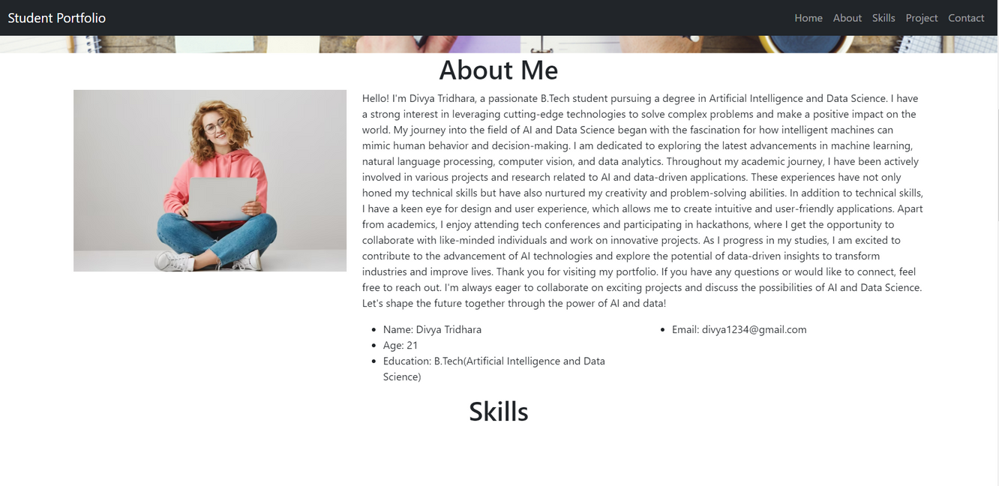 Student Portfolio
Home About Skills Project Contact
About Me
Hello! I'm Divya Tridhara, a passionate B.Tech student pursuing a degree in Artificial Intelligence and Data Science. I have
a strong interest in leveraging cutting-edge technologies to solve complex problems and make a positive impact on the
world. My journey into the field of AI and Data Science began with the fascination for how intelligent machines can
mimic human behavior and decision-making. I am dedicated to exploring the latest advancements in machine learning,
natural language processing, computer vision, and data analytics. Throughout my academic journey, I have been actively
involved in various projects and research related to AI and data-driven applications. These experiences have not only
honed my technical skills but have also nurtured my creativity and problem-solving abilities. In addition to technical skills,
I have a keen eye for design and user experience, which allows me to create intuitive and user-friendly applications. Apart
from academics, I enjoy attending tech conferences and participating in hackathons, where I get the opportunity to
collaborate with like-minded individuals and work on innovative projects. As I progress in my studies, I am excited to
contribute to the advancement of AI technologies and explore the potential of data-driven insights to transform
industries and improve lives. Thank you for visiting my portfolio. If you have any questions or would like to connect, feel
free to reach out. I'm always eager to collaborate on exciting projects and discuss the possibilities of AI and Data Science.
Let's shape the future together through the power of AI and data!
• Name: Divya Tridhara
• Age: 21
• Education: B.Tech(Artificial Intelligence and Data
Science)
• Email: divya1234@gmail.com
Skills